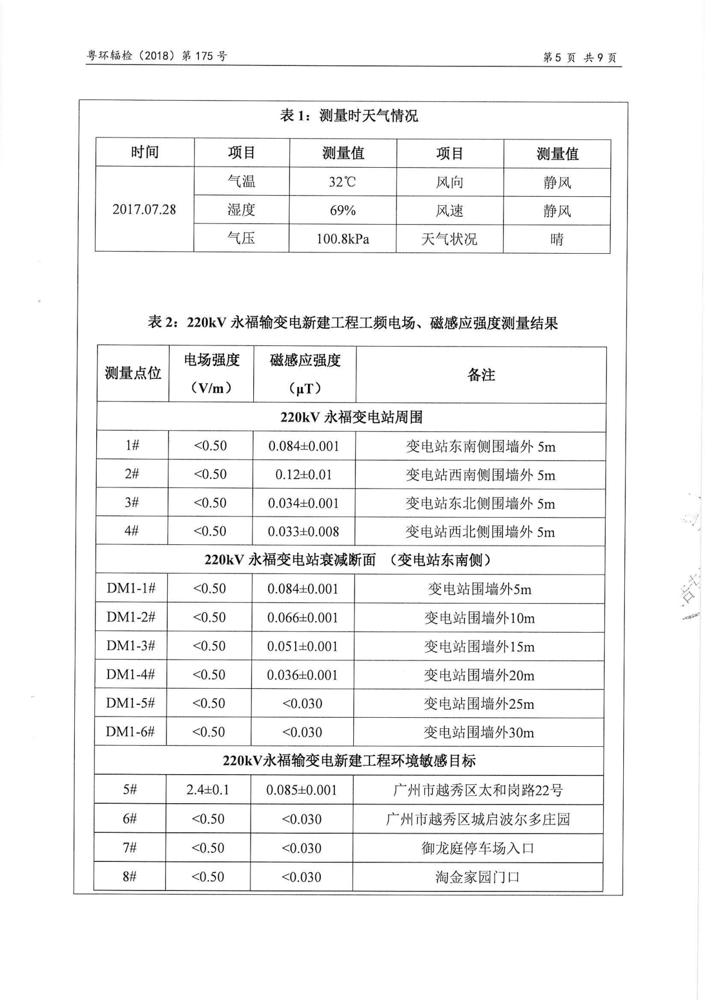 粤环辐检（2018）第 175 号 第 5 页 共 9 页
表 1：测量时天气情况
时间 项目 测量值 项目 测量值
2017.07.28
气温 32℃ 风向 静风
湿度 69% 风速 静风
气压 100.8kPa 天气状况 晴
表 2：220kV 永福输变电新建工程工频电场、磁感应强度测量结果
测量点位 电场强度（V/m） 磁感应强度（μT） 备注
220kV 永福变电站周围
1# <0.50 0.084±0.001 变电站东南侧围墙外 5m
2# <0.50 0.12±0.01 变电站西南侧围墙外 5m
3# <0.50 0.034±0.001 变电站东北侧围墙外 5m
4# <0.50 0.033±0.008 变电站西北侧围墙外 5m
220kV 永福变电站衰减断面 （变电站东南侧）
DM1-1# <0.50 0.084±0.001 变电站围墙外5m
DM1-2# <0.50 0.066±0.001 变电站围墙外10m
DM1-3# <0.50 0.051±0.001 变电站围墙外15m
DM1-4# <0.50 0.036±0.001 变电站围墙外20m
DM1-5# <0.50 <0.030 变电站围墙外25m
DM1-6# <0.50 <0.030 变电站围墙外30m
220kV永福输变电新建工程环境敏感目标
5# 2.4±0.1 0.085±0.001 广州市越秀区太和岗路22号
6# <0.50 <0.030 广州市越秀区城启波尔多庄园
7# <0.50 <0.030 御龙庭停车场入口
8# <0.50 <0.030 淘金家园门口